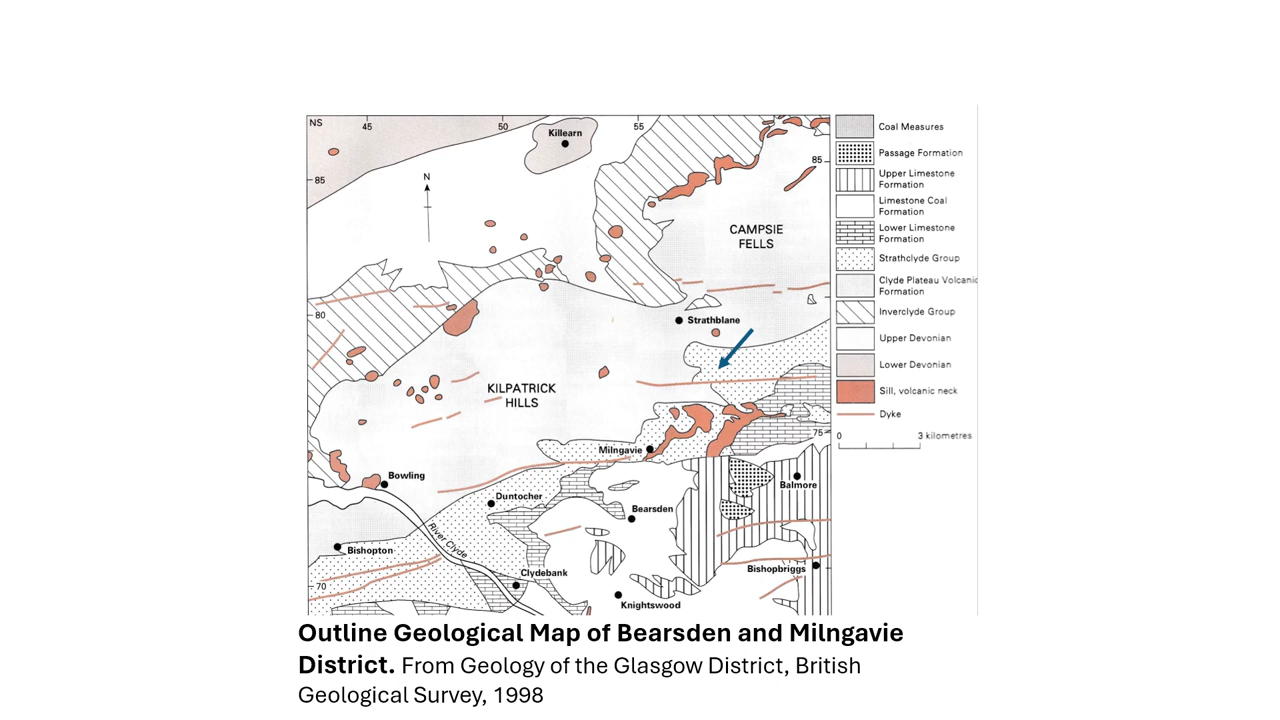 NS
45
50
55
Killearn
85
85
N
CAMPSIE
FELLS
80
Strathblane
KILPATRICK
HILLS
75
Milngavie
Bowling
Balmore
Duntocher
Bearsden
River Clyde
Bishopton
Bishopbriggs
Clydebank
70
Knightswood
Coal Measures
Passage Formation
Upper Limestone
Formation
Limestone Coal
Formation
Lower Limestone
Formation
Strathclyde Group
Clyde Plateau Volcanic
Formation
Inverclyde Group
Upper Devonian
Lower Devonian
Sill, volcanic neck
Dyke
0 3 kilometres
Outline Geological Map of Bearsden and Milngavie
District. From Geology of the Glasgow District, British
Geological Survey, 1998